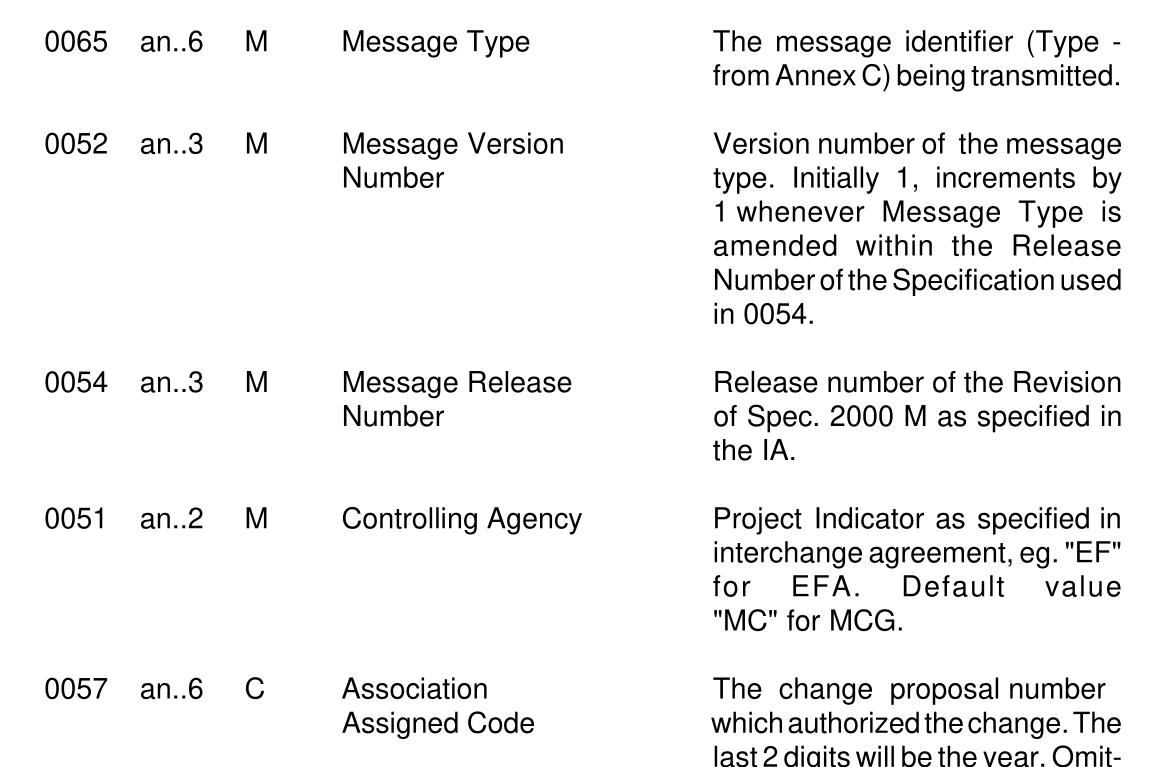 0065 an..6 M Message Type The message identifier (Type -
from Annex C) being transmitted.
0052 an..3 M Message Version Version number of the message
Number type. Initially 1, increments by
1 whenever Message Type is
amended within the Release
Number of the Specification used
in 0054.
0054 an..3 M Message Release Release number of the Revision
Number of Spec. 2000 M as specified in
the IA.
0051 an..2 M Controlling Agency Project Indicator as specified in
interchange agreement, eg. "EF"
for EFA. Default value
"MC" for MCG.
0057 an..6 C Association The change proposal number
Assigned Code which authorized the change. The
last 2 digits will be the year. Omit-